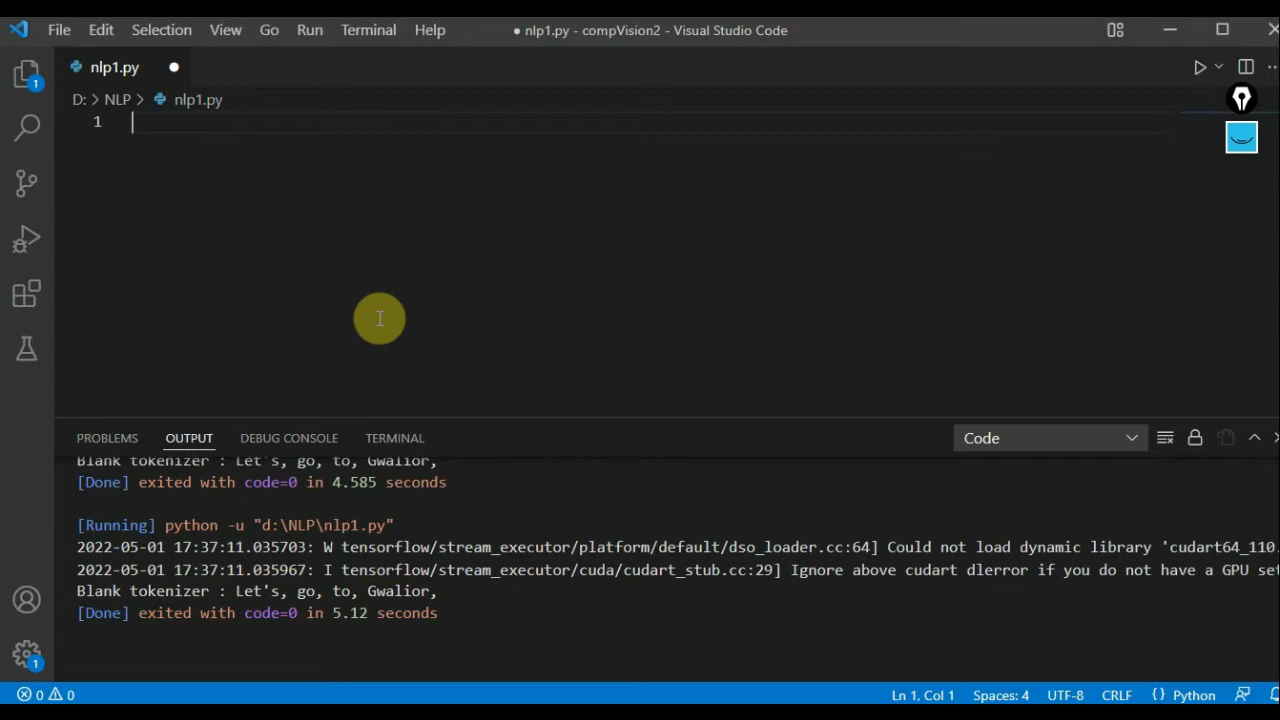 File Edit Selection View Go Run Terminal Help ● nlp1.py - compVision2 - Visual Studio Code
nlp1.py
D: > NLP > nlp1.py
1
1
PROBLEMS OUTPUT DEBUG CONSOLE TERMINAL Code
Blank tokenizer : Let's, go, to, Gwalior,
[Done] exited with code=0 in 4.585 seconds
[Running] python -u "d:\NLP\nlp1.py"
2022-05-01 17:37:11.035703: W tensorflow/stream_executor/platform/default/dso_loader.cc:64] Could not load dynamic library 'cudart64_110.
2022-05-01 17:37:11.035967: I tensorflow/stream_executor/cuda/cudart_stub.cc:29] Ignore above cudart dlerror if you do not have a GPU set
Blank tokenizer : Let's, go, to, Gwalior,
[Done] exited with code=0 in 5.12 seconds
1
0 0 Ln 1, Col 1 Spaces: 4 UTF-8 CRLF {} Python